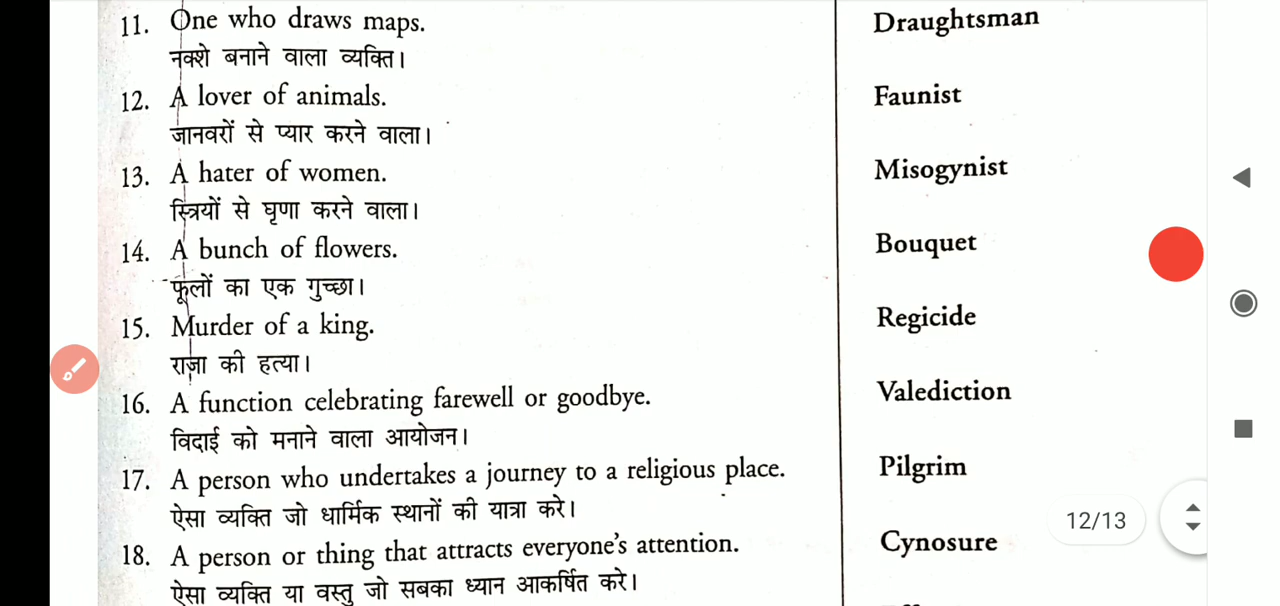 11. One who draws maps. Draughtsman
नक्शे बनाने वाला व्यक्ति।
12. A lover of animals. Faunist
जानवरों से प्यार करने वाला।
13. A hater of women. Misogynist
स्त्रियों से घृणा करने वाला।
14. A bunch of flowers. Bouquet
फूलों का एक गुच्छा।
15. Murder of a king. Regicide
राजा की हत्या।
16. A function celebrating farewell or goodbye. Valediction
विदाई को मनाने वाला आयोजन।
17. A person who undertakes a journey to a religious place. Pilgrim
ऐसा व्यक्ति जो धार्मिक स्थानों की यात्रा करे।
12/13
18. A person or thing that attracts everyone's attention. Cynosure
ऐसा व्यक्ति या वस्तु जो सबका ध्यान आकर्षित करे।